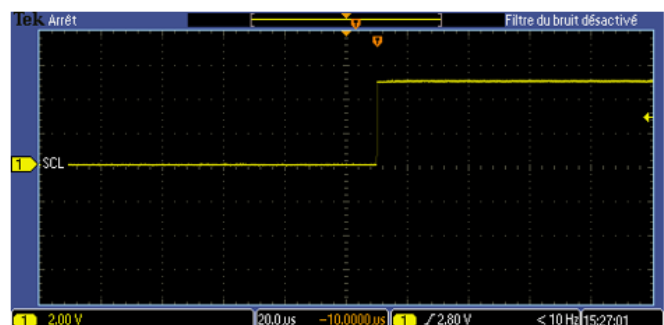 Tek Arrêt Filtre du bruit désactivé
1 SCL
1 2.00 V 20.0 us −10.0000 us 1 2.80 V < 10 Hz 15:27:01